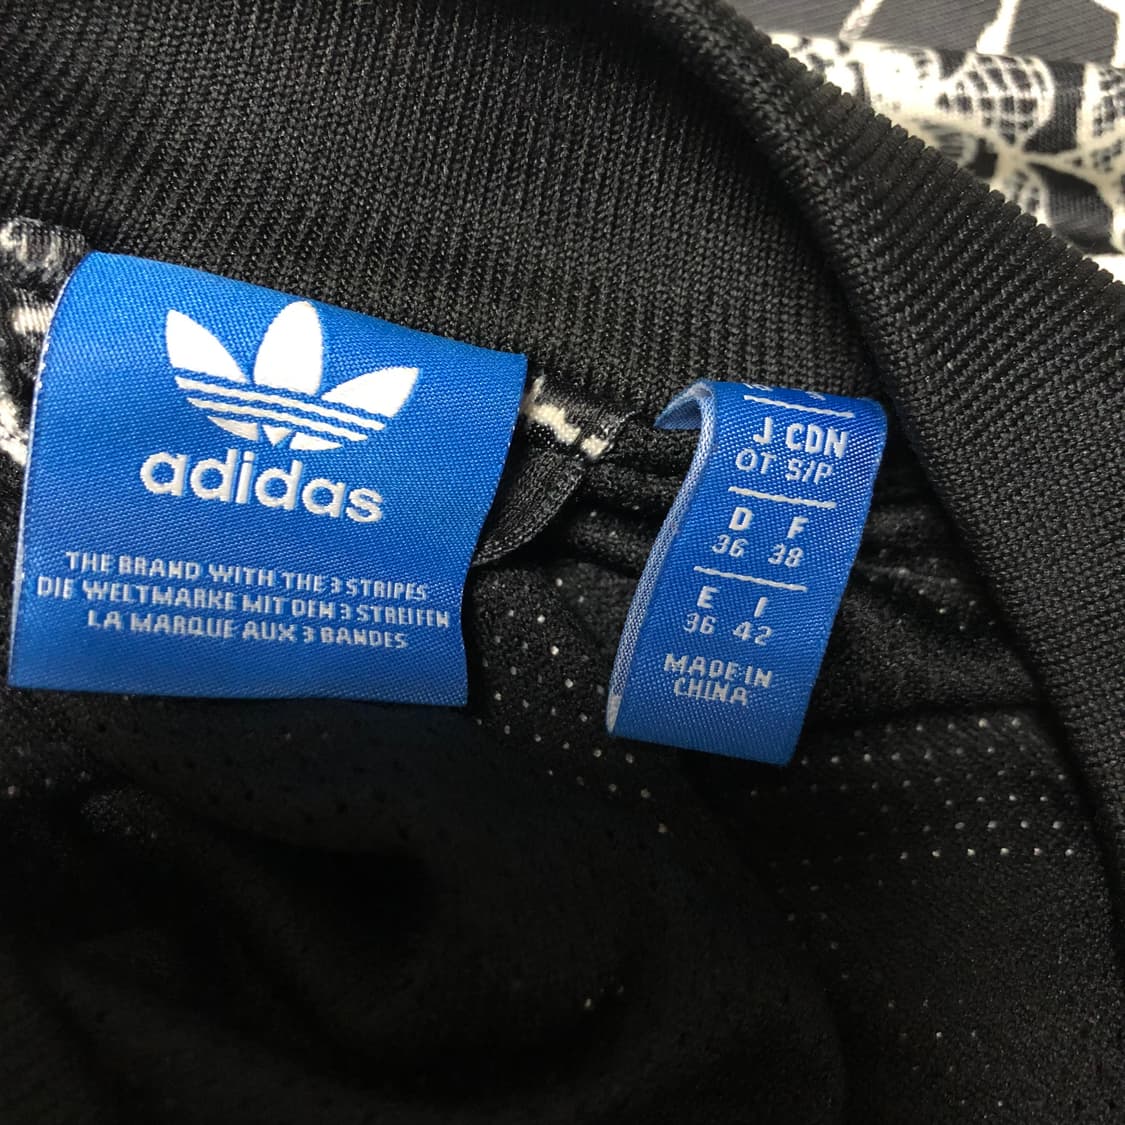 adidas
THE BRAND WITH THE 3 STRIPES
DIE WELTMARKE MIT DEN 3 STREIFEN
LA MARQUE AUX 3 BANDES
J CDN
OT S/P
D F
36 38
E I
36 42
MADE IN
CHINA